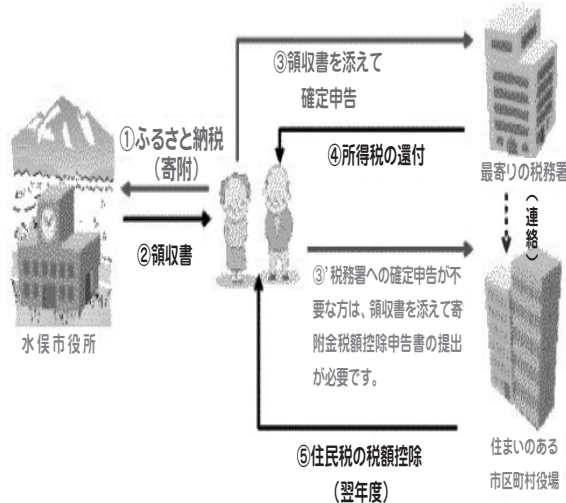 ③領収書を添えて
確定申告
①ふるさと納税
（寄附）
④所得税の還付
最寄りの税務署
（連絡）
②領収書
③’税務署への確定申告が不
要な方は、領収書を添えて寄
附金税額控除申告書の提出
が必要です。
水俣市役所
⑤住民税の税額控除
（翌年度）
住まいのある
市区町村役場